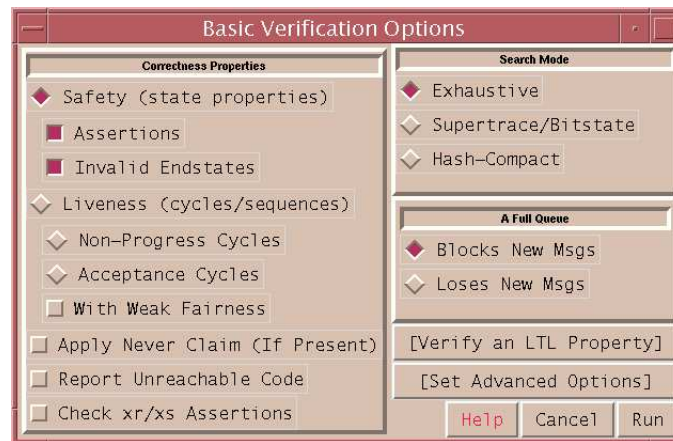 Basic Verification Options
Correctness Properties
Safety (state properties)
Assertions
Invalid Endstates
Liveness (cycles/sequences)
Non-Progress Cycles
Acceptance Cycles
With Weak Fairness
Apply Never Claim (If Present)
Report Unreachable Code
Check xr/xs Assertions
Search Mode
Exhaustive
Supertrace/Bitstate
Hash-Compact
A Full Queue
Blocks New Msgs
Loses New Msgs
[Verify an LTL Property]
[Set Advanced Options]
Help Cancel Run